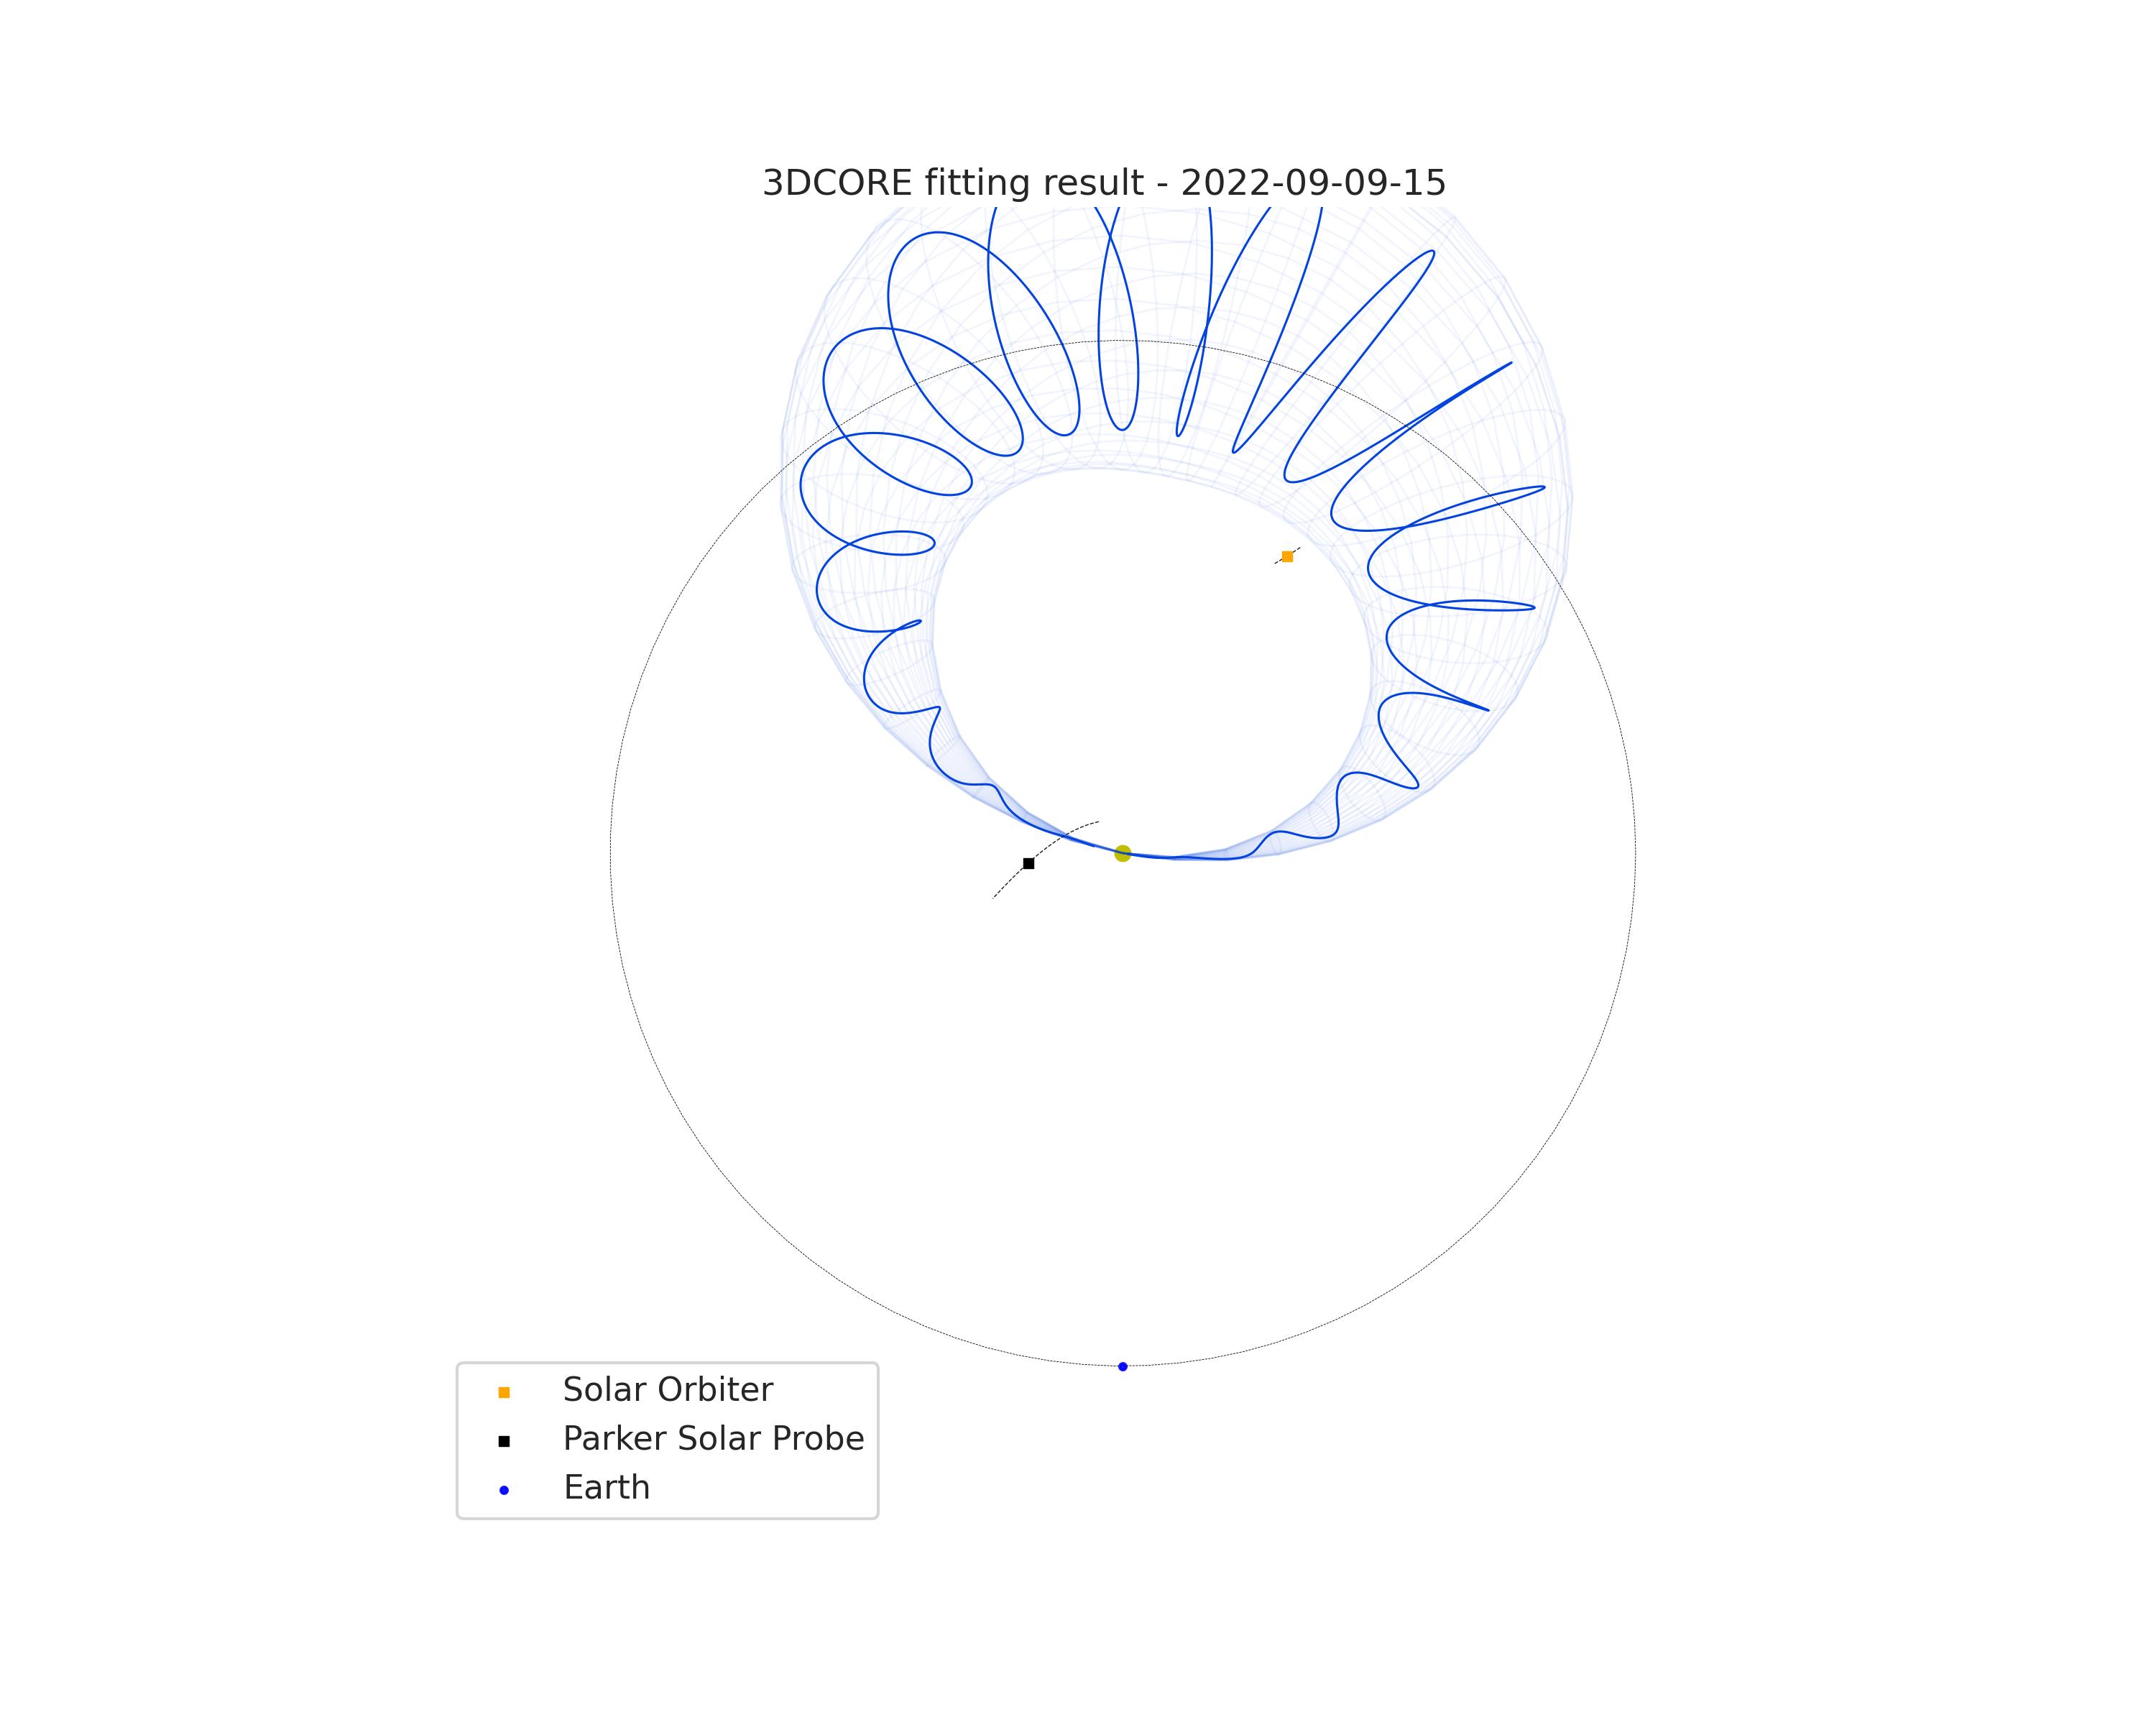 3DCORE fitting result - 2022-09-09-15
Solar Orbiter
Parker Solar Probe
Earth